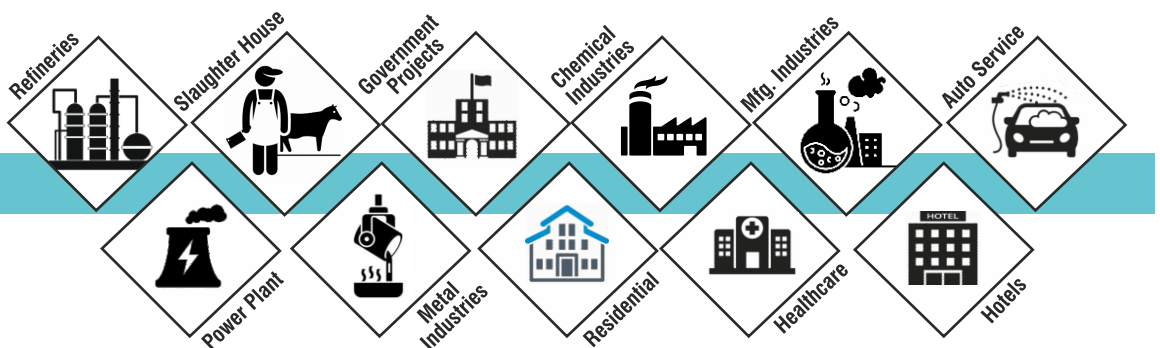 Refineries
Slaughter House
Government
Projects
Chemical
Industries
Mfg. Industries
Auto Service
HOTEL
Power Plant
Metal
Industries
Residential
Healthcare
Hotels